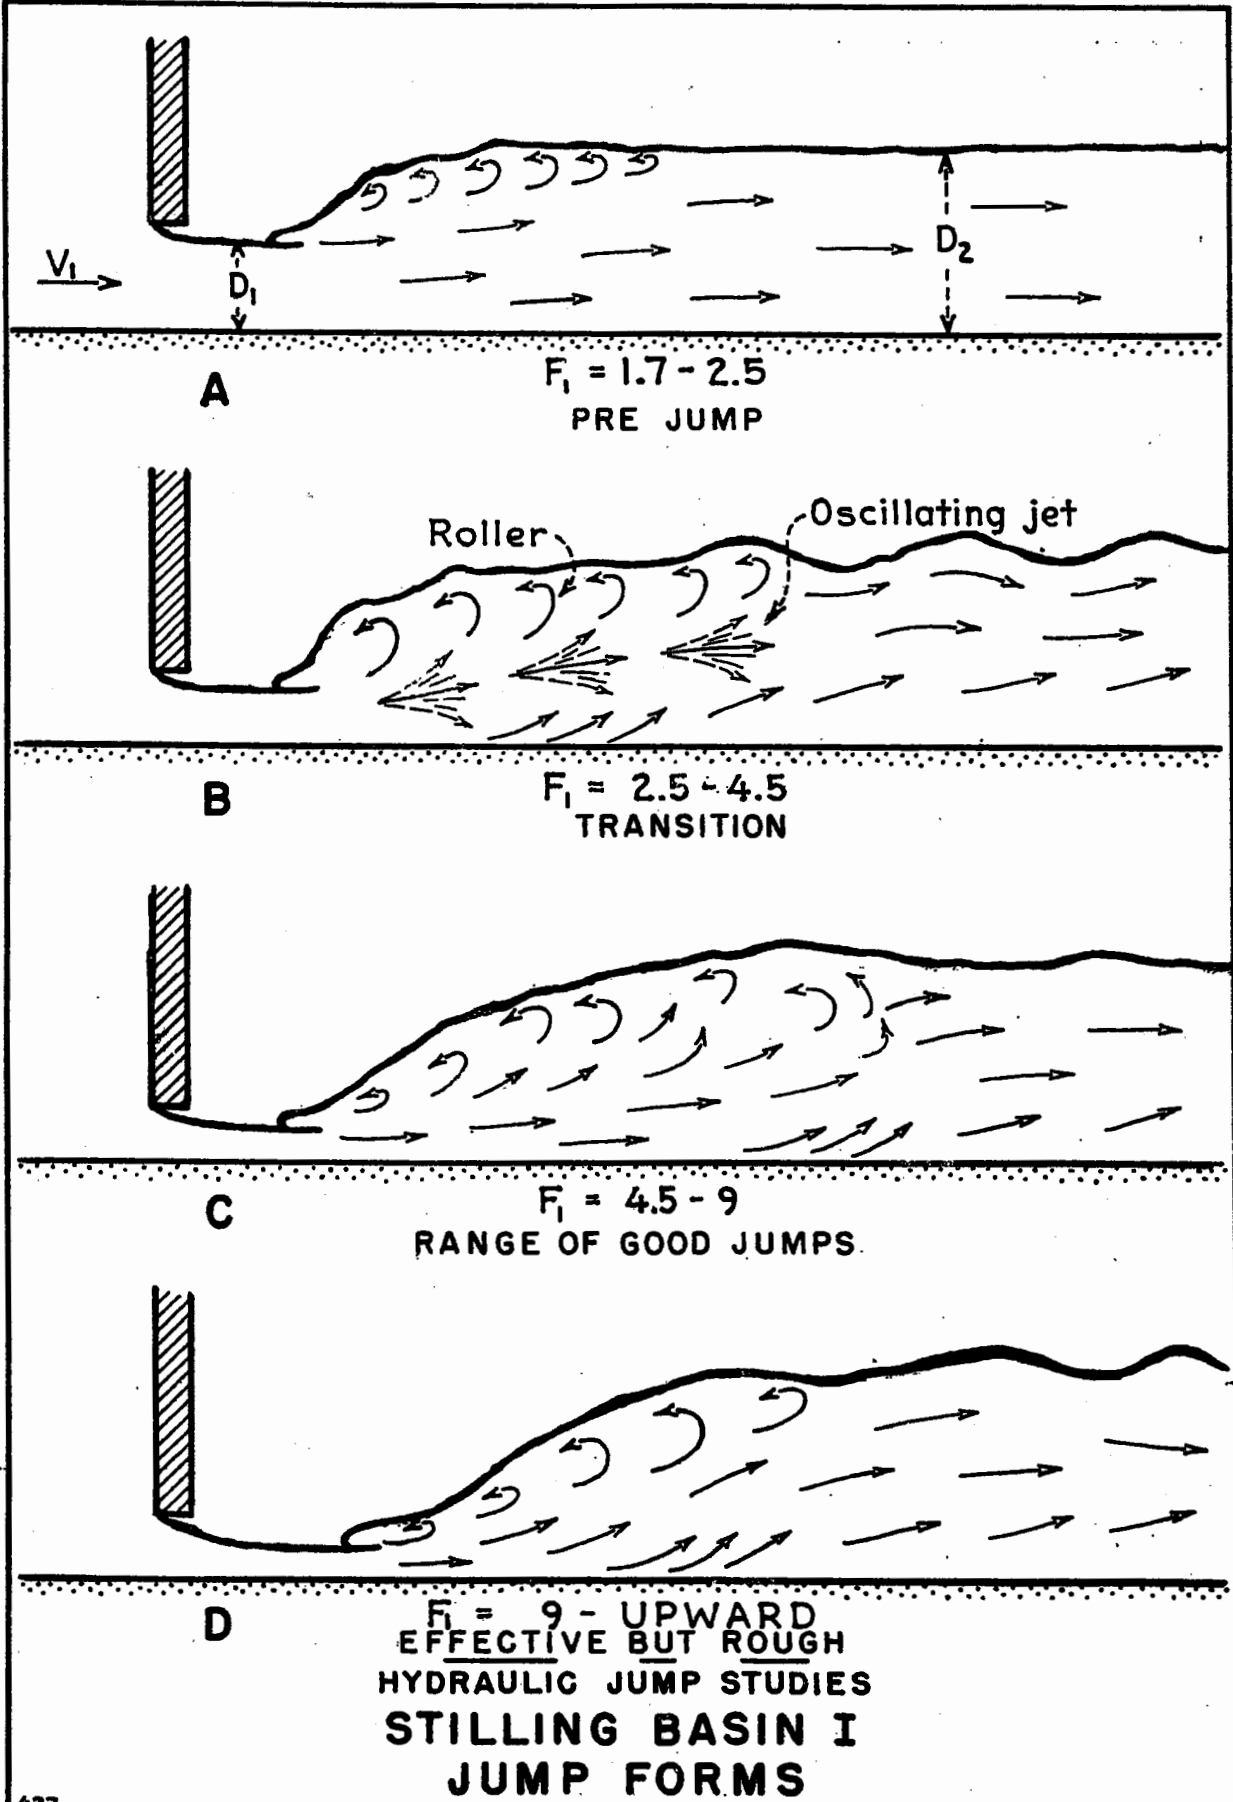 V₁
D₁
D₂
A
F₁ = 1.7 - 2.5
PRE JUMP
Roller
Oscillating jet
B
F₁ = 2.5 - 4.5
TRANSITION
C
F₁ = 4.5 - 9
RANGE OF GOOD JUMPS
D
F₁ = 9 - UPWARD
EFFECTIVE BUT ROUGH
HYDRAULIC JUMP STUDIES
STILLING BASIN I
JUMP FORMS